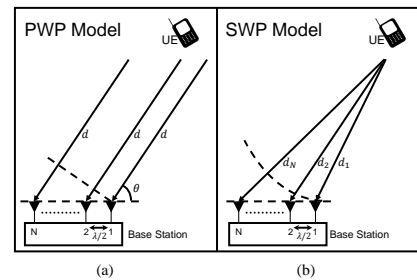 PWP Model
UE
d
d
d
θ
N
2
λ/2
1
Base Station
(a)
SWP Model
UE
d_N
d_2
d_1
N
2
λ/2
1
Base Station
(b)